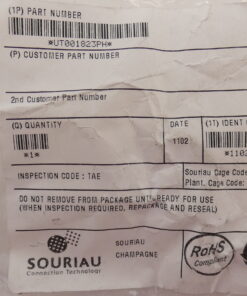 (1P) PART NUMBER
*UT001823PH*
(P) CUSTOMER PART NUMBER
2nd Customer Part Number
(Q) QUANTITY
*1*
DATE
1102
(1T) IDENT N
*1102
INSPECTION CODE : TAE
Souriau Cage Code
Plant, Cage Code:
DO NOT REMOVE FROM PACKAGE UNTIL READY FOR USE
(WHEN INSPECTION REQUIRED, REPACKAGE AND RESEAL)
SOURIAU
Connection Technology
SOURIAU
CHAMPAGNE
RoHS
Compliant